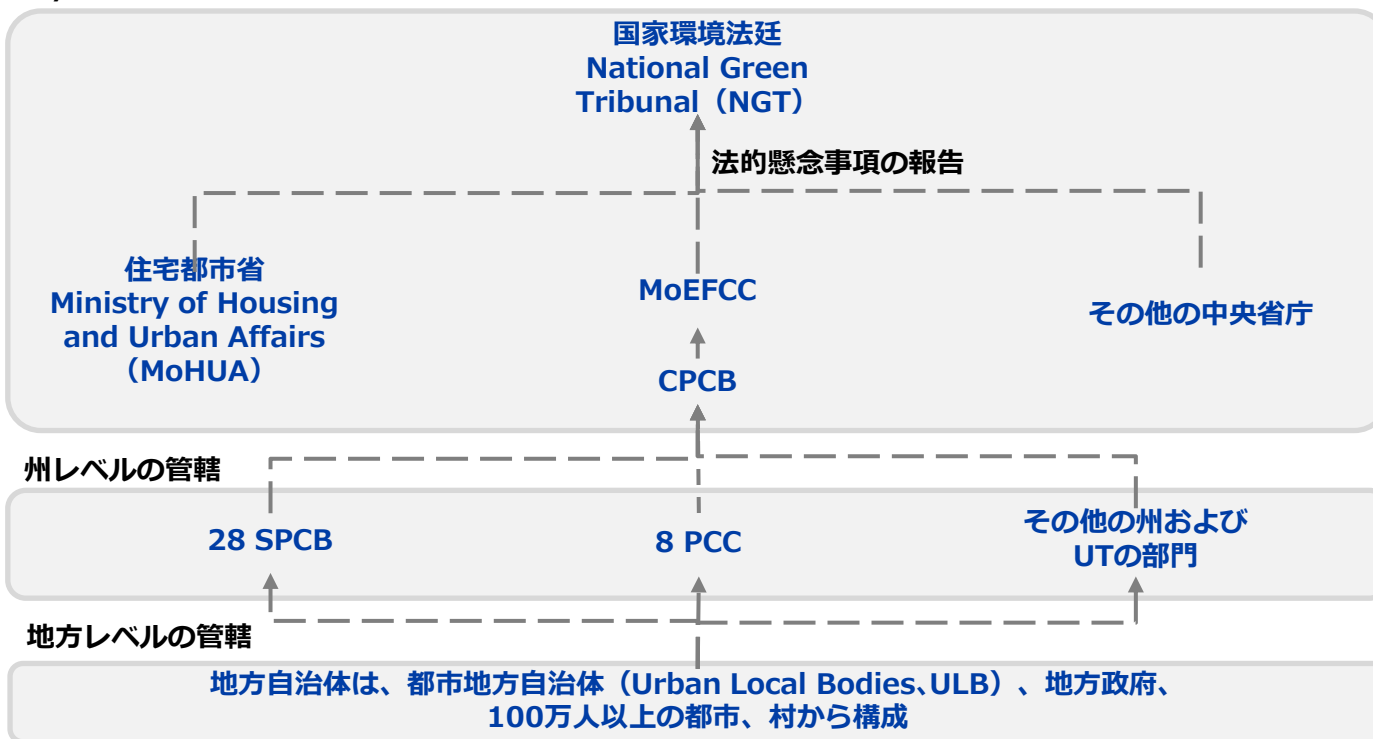 国家環境法廷
National Green
Tribunal（NGT）
法的懸念事項の報告
住宅都市省
Ministry of Housing
and Urban Affairs
（MoHUA）
MoEFCC
その他の中央省庁
CPCB
州レベルの管轄
28 SPCB
8 PCC
その他の州および
UTの部門
地方レベルの管轄
地方自治体は、都市地方自治体（Urban Local Bodies、ULB）、地方政府、
100万人以上の都市、村から構成